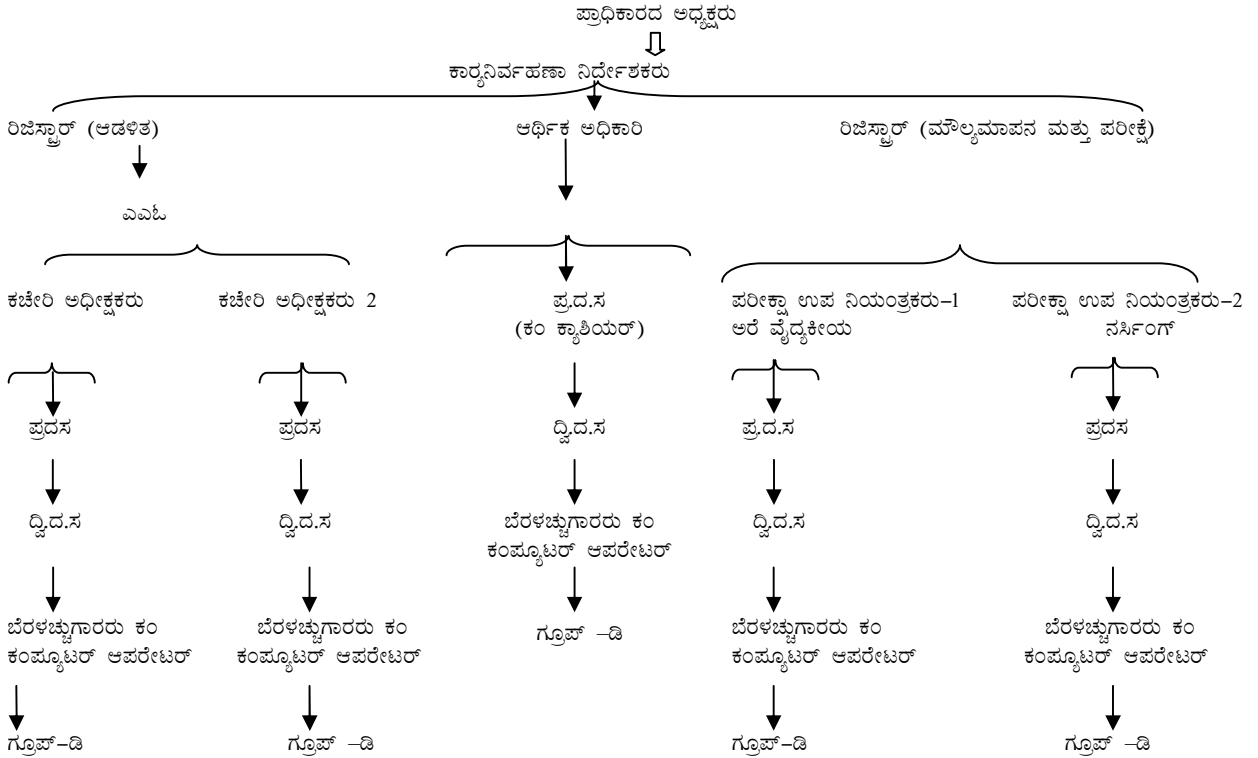 ಪ್ರಾಧಿಕಾರದ ಅಧ್ಯಕ್ಷರು
ಕಾರ್‍ಯನಿರ್ವಹಣಾ ನಿರ್ದೇಶಕರು
ರಿಜಿಸ್ಟ್ರಾರ್ (ಆಡಳಿತ)
ಆರ್ಥಿಕ ಅಧಿಕಾರಿ
ರಿಜಿಸ್ಟ್ರಾರ್ (ಮೌಲ್ಯಮಾಪನ ಮತ್ತು ಪರೀಕ್ಷೆ)
ಎಎಓ
ಕಚೇರಿ ಅಧೀಕ್ಷಕರು
ಕಚೇರಿ ಅಧೀಕ್ಷಕರು 2
ಪ್ರ.ದ.ಸ
(ಕಂ ಕ್ಯಾಶಿಯರ್)
ಪರೀಕ್ಷಾ ಉಪ ನಿಯಂತ್ರಕರು-1
ಅರೆ ವೈದ್ಯಕೀಯ
ಪರೀಕ್ಷಾ ಉಪ ನಿಯಂತ್ರಕರು-2
ನರ್ಸಿಂಗ್
ಪ್ರದಸ
ಪ್ರದಸ
ದ್ವಿ.ದ.ಸ
ಪ್ರ.ದ.ಸ
ಪ್ರದಸ
ದ್ವಿ.ದ.ಸ
ದ್ವಿ.ದ.ಸ
ಬೆರಳಚ್ಚುಗಾರರು ಕಂ
ಕಂಪ್ಯೂಟರ್ ಆಪರೇಟರ್
ದ್ವಿ.ದ.ಸ
ದ್ವಿ.ದ.ಸ
ಬೆರಳಚ್ಚುಗಾರರು ಕಂ
ಕಂಪ್ಯೂಟರ್ ಆಪರೇಟರ್
ಬೆರಳಚ್ಚುಗಾರರು ಕಂ
ಕಂಪ್ಯೂಟರ್ ಆಪರೇಟರ್
ಗ್ರೂಪ್ –ಡಿ
ಬೆರಳಚ್ಚುಗಾರರು ಕಂ
ಕಂಪ್ಯೂಟರ್ ಆಪರೇಟರ್
ಬೆರಳಚ್ಚುಗಾರರು ಕಂ
ಕಂಪ್ಯೂಟರ್ ಆಪರೇಟರ್
ಗ್ರೂಪ್-ಡಿ
ಗ್ರೂಪ್ –ಡಿ
ಗ್ರೂಪ್-ಡಿ
ಗ್ರೂಪ್ –ಡಿ